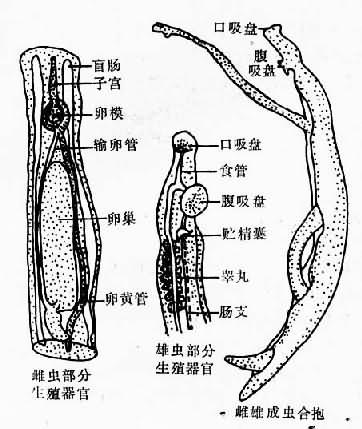 盲肠
子宫
卵模
输卵管
卵巢
卵黄管
雌虫部分
生殖器官
口吸盘
食管
腹吸盘
贮精囊
睾丸
肠支
雄虫部分
生殖器官
口吸盘
腹
吸盘
雌雄成虫合抱